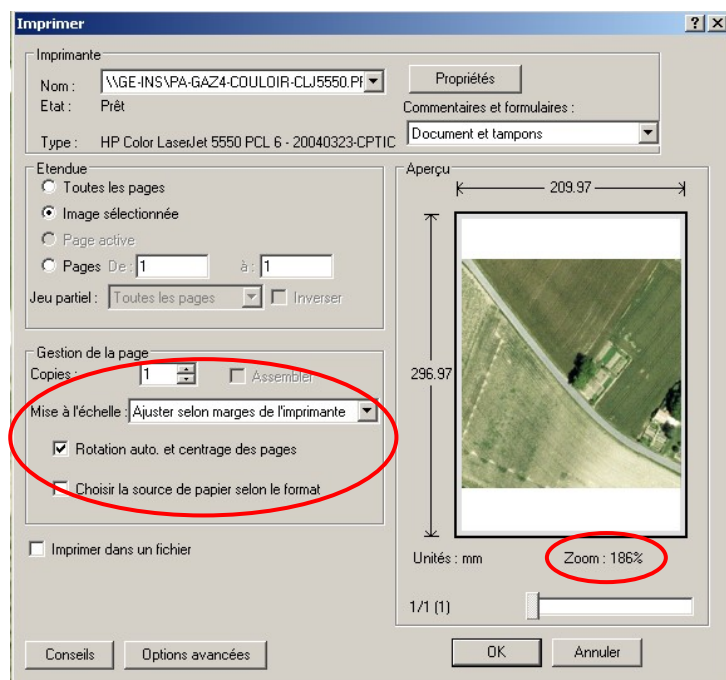 Imprimer
Imprimante
Nom : \\GE-INS\PA-GAZ4-COULOIR-CLJ5550.PF
Propriétés
Etat : Prêt
Commentaires et formulaires :
Type : HP Color LaserJet 5550 PCL 6 - 20040323-CPTIC
Document et tampons
Etendue
Toutes les pages
Image sélectionnée
Page active
Pages De : 1 à : 1
Jeu partiel : Toutes les pages Inverser
Aperçu
209.97
296.97
Gestion de la page
Copies : 1 Assembler
Mise à l'échelle : Ajuster selon marges de l'imprimante
Rotation auto. et centrage des pages
Choisir la source de papier selon le format
Imprimer dans un fichier
Unités : mm Zoom : 186%
1/1 (1)
Conseils Options avancées OK Annuler